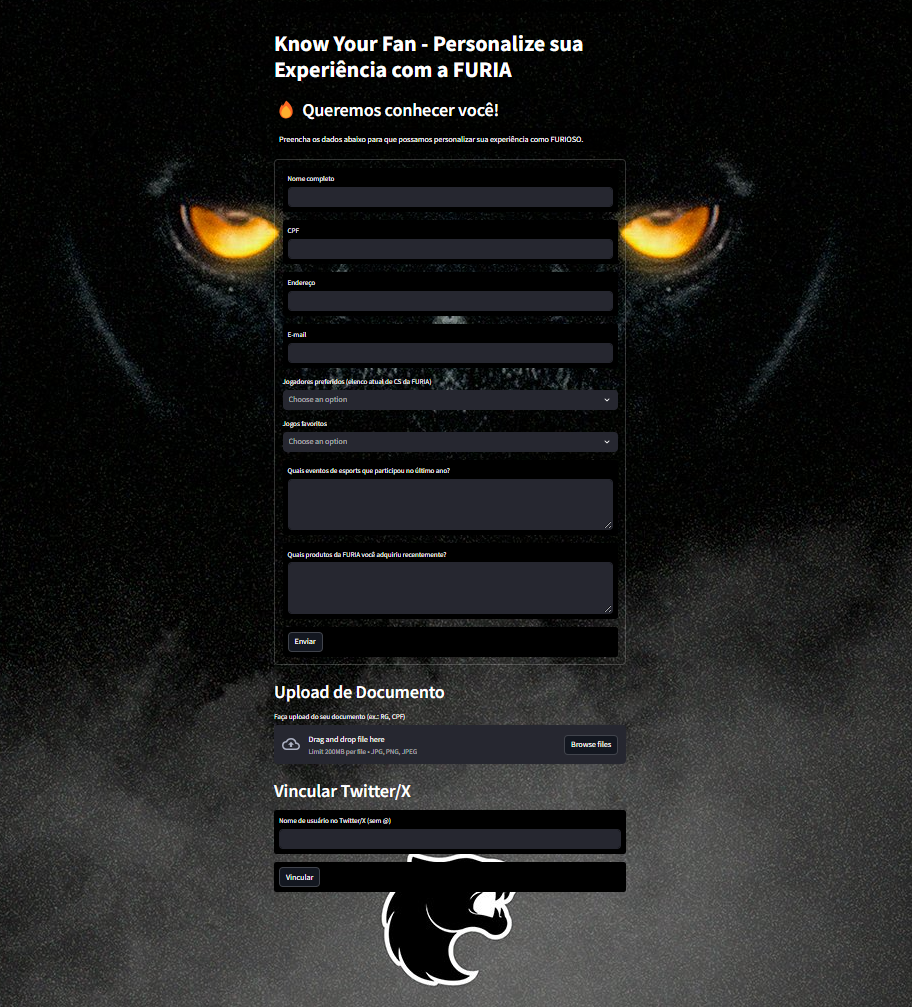 Know Your Fan - Personalize sua
Experiência com a FURIA
🔥 Queremos conhecer você!
Preencha os dados abaixo para que possamos personalizar sua experiência como FURIOSO.
Nome completo
CPF
Endereço
E-mail
Jogadores preferidos (elenco atual de CS da FURIA)
Choose an option
Jogos favoritos
Choose an option
Quais eventos de esports que participou no último ano?
Quais produtos da FURIA você adquiriu recentemente?
Enviar
Upload de Documento
Faça upload do seu documento (ex.: RG, CPF)
Drag and drop file here
Limit 200MB per file • JPG, PNG, JPEG
Browse files
Vincular Twitter/X
Nome de usuário no Twitter/X (sem @)
Vincular